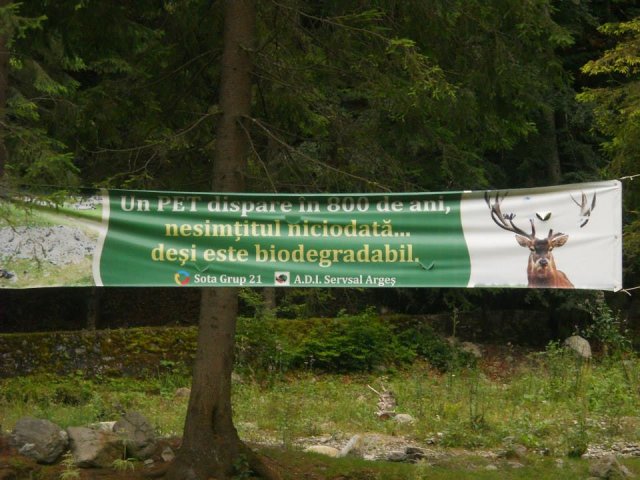 Un PET dispare în 800 de ani,
nesimțitul niciodată...
deși este biodegradabil.
Sota Grup 21 A.D.I. Servsal Argeș